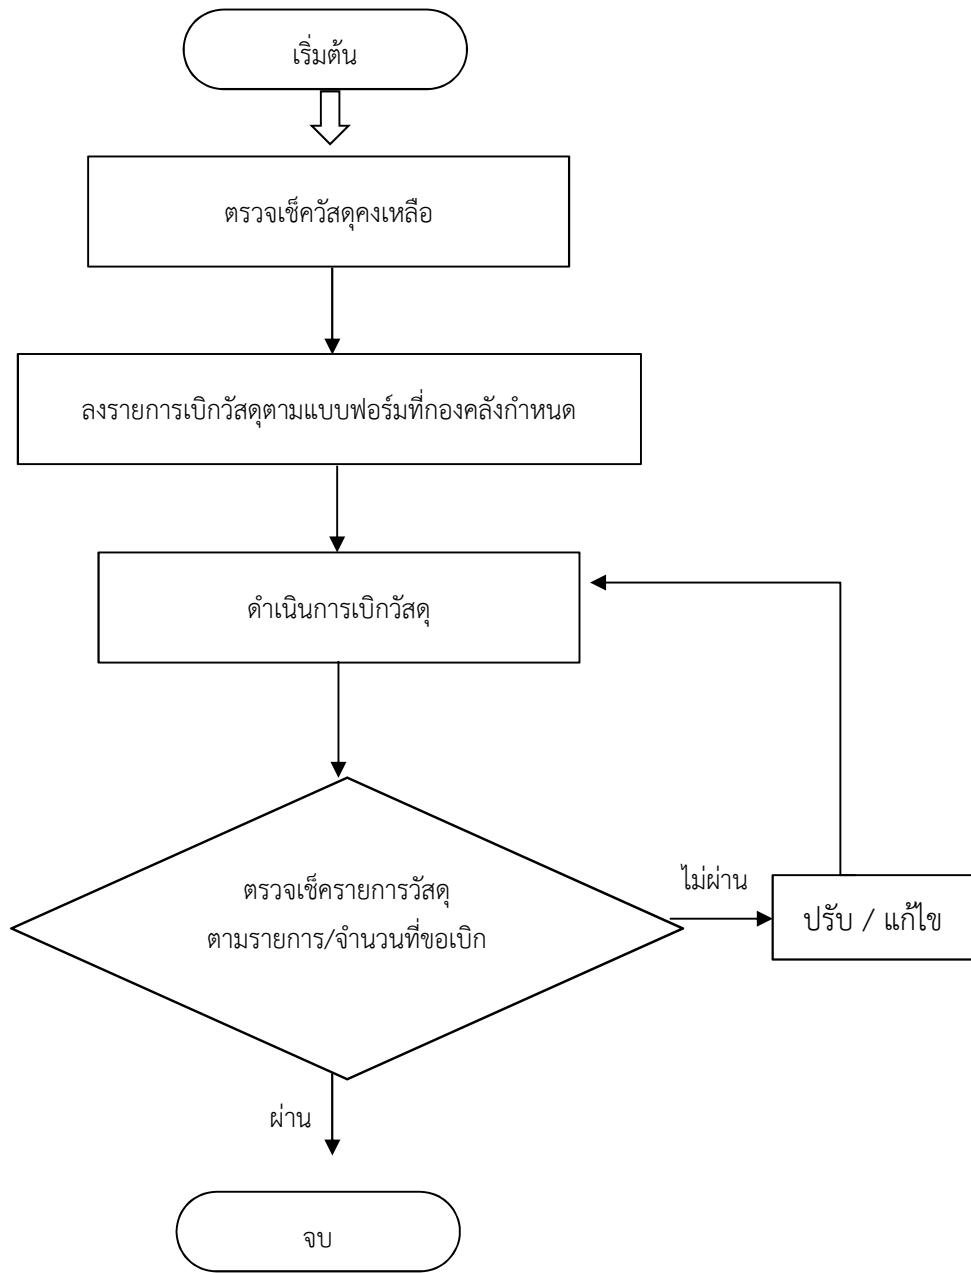 เริ่มต้น
ตรวจเช็ควัสดุคงเหลือ
ลงรายการเบิกวัสดุตามแบบฟอร์มที่กองคลังกำหนด
ดำเนินการเบิกวัสดุ
ตรวจเช็ครายการวัสดุ
ตามรายการ/จำนวนที่ขอเบิก
ไม่ผ่าน
ปรับ / แก้ไข
ผ่าน
จบ